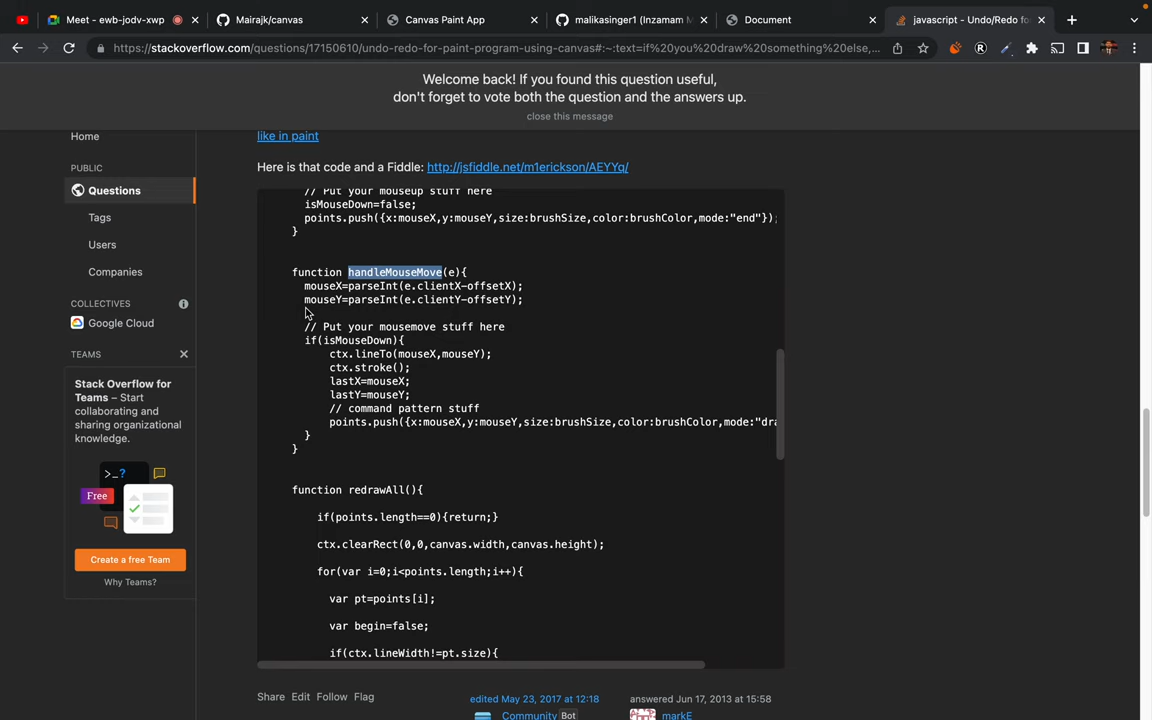 Meet - ewb-jodv-xwp
Mairajk/canvas
Canvas Paint App
malikasinger1 (Inzamam M
Document
javascript - Undo/Redo fo
https://stackoverflow.com/questions/17150610/undo-redo-for-paint-program-using-canvas#:~:text=if%20you%20draw%20something%20else,...
Welcome back! If you found this question useful,
don't forget to vote both the question and the answers up.
close this message
Home
PUBLIC
Questions
Tags
Users
Companies
COLLECTIVES
Google Cloud
TEAMS
Stack Overflow for
Teams – Start
collaborating and
sharing organizational
knowledge.
>_?
Free
Create a free Team
Why Teams?
like in paint
Here is that code and a Fiddle: http://jsfiddle.net/m1erickson/AEYYq/
// Put your mouseup stuff here
isMouseDown=false;
points.push({x:mouseX,y:mouseY,size:brushSize,color:brushColor,mode:"end"});
}
function handleMouseMove(e){
mouseX=parseInt(e.clientX-offsetX);
mouseY=parseInt(e.clientY-offsetY);
// Put your mousemove stuff here
if(isMouseDown){
ctx.lineTo(mouseX,mouseY);
ctx.stroke();
lastX=mouseX;
lastY=mouseY;
// command pattern stuff
points.push({x:mouseX,y:mouseY,size:brushSize,color:brushColor,mode:"dra
}
}
function redrawAll(){
if(points.length==0){return;}
ctx.clearRect(0,0,canvas.width,canvas.height);
for(var i=0;i<points.length;i++){
var pt=points[i];
var begin=false;
if(ctx.lineWidth!=pt.size){
Share Edit Follow Flag
edited May 23, 2017 at 12:18
Community Bot
answered Jun 17, 2013 at 15:58
markE